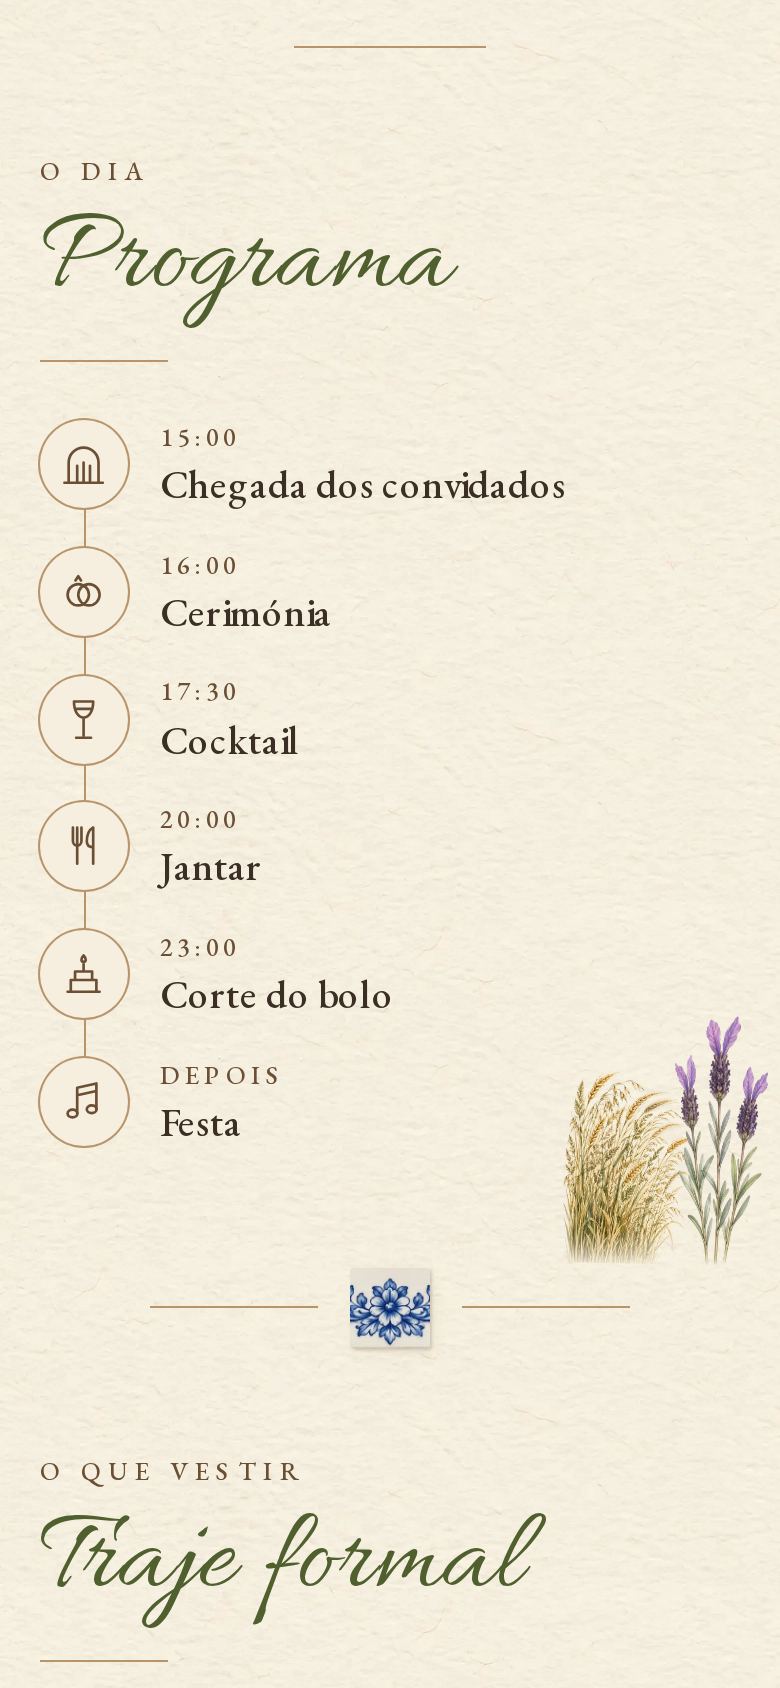 O DIA
Programa
15:00
Chegada dos convidados
16:00
Cerimónia
17:30
Cocktail
20:00
Jantar
23:00
Corte do bolo
DEPOIS
Festa
O QUE VESTIR
Traje formal